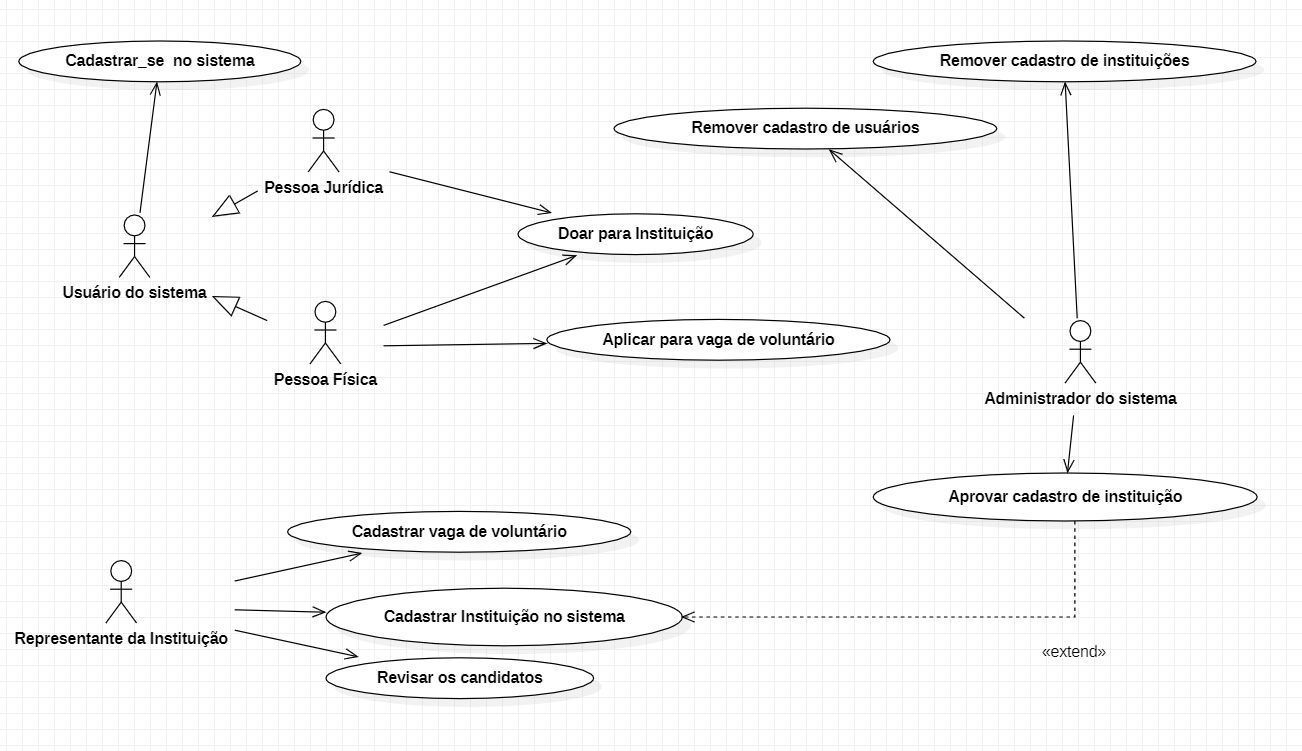 Cadastrar_se no sistema
Remover cadastro de instituições
Remover cadastro de usuários
Pessoa Jurídica
Doar para Instituição
Usuário do sistema
Aplicar para vaga de voluntário
Pessoa Física
Administrador do sistema
Aprovar cadastro de instituição
Cadastrar vaga de voluntário
Cadastrar Instituição no sistema
Representante da Instituição
«extend»
Revisar os candidatos